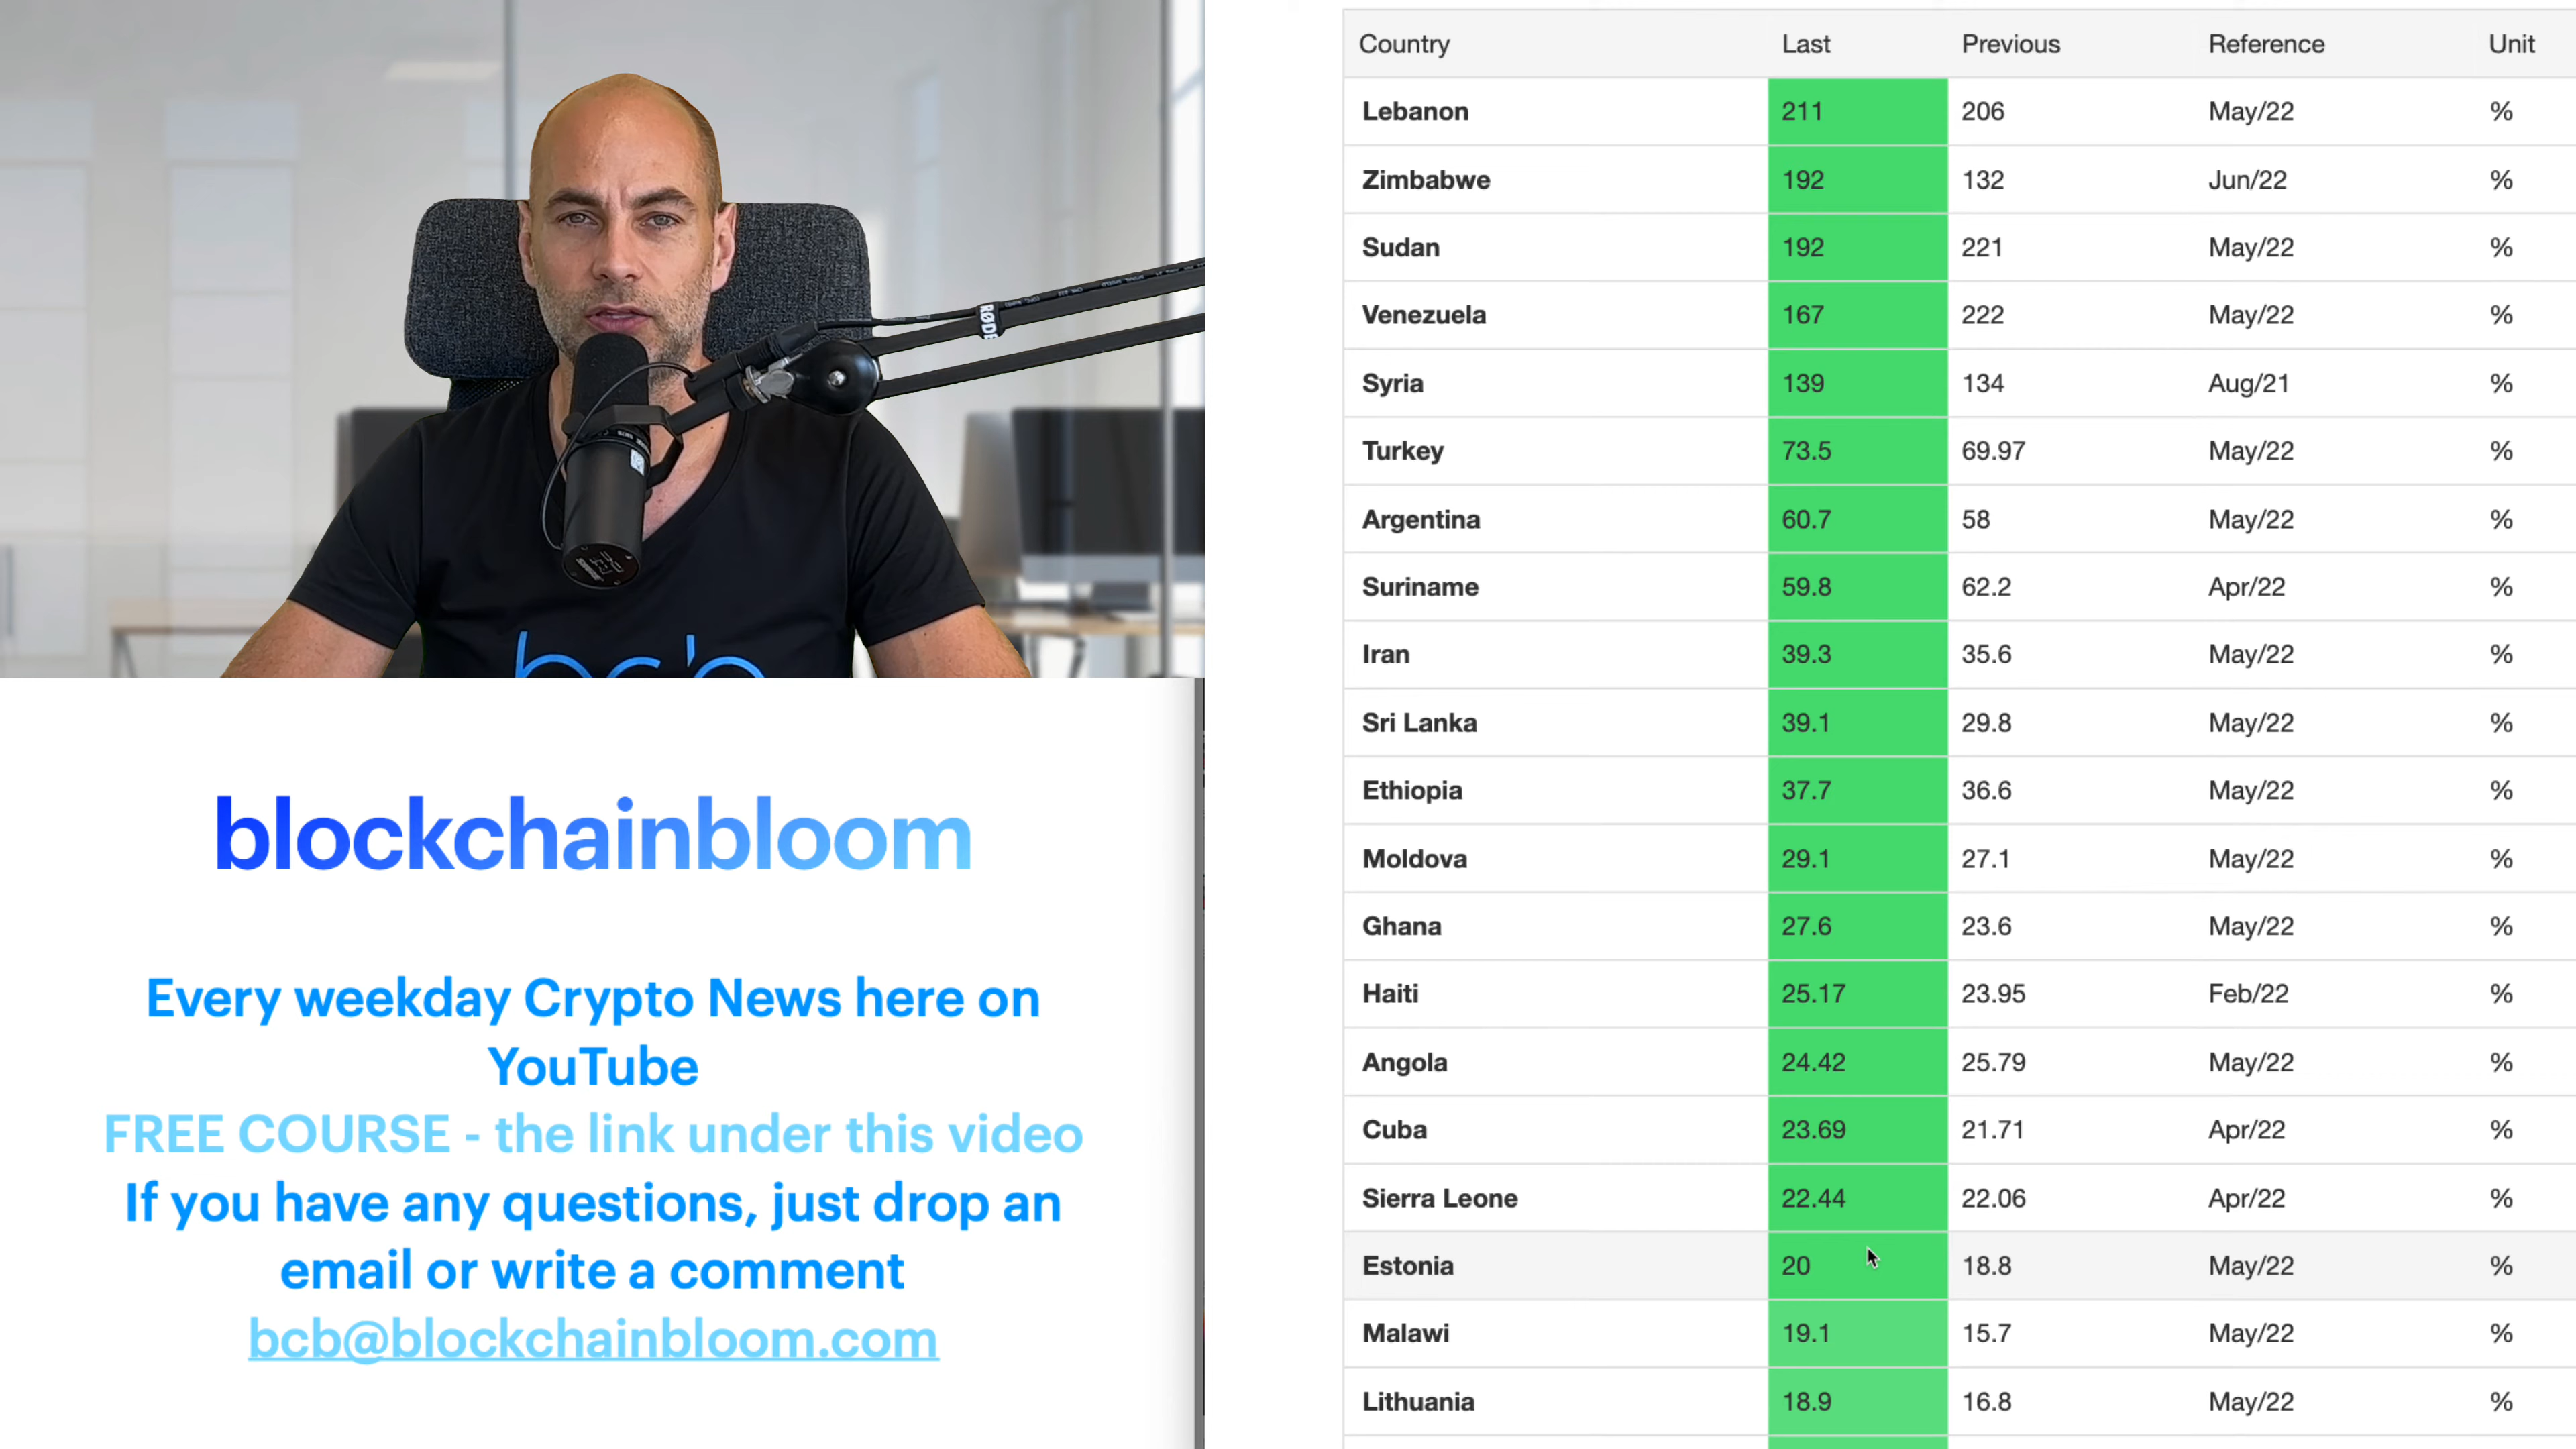 RØDE
bcb
blockchainbloom
Every weekday Crypto News here on
YouTube
FREE COURSE - the link under this video
If you have any questions, just drop an
email or write a comment
bcb@blockchainbloom.com
Country Last Previous Reference Unit
Lebanon 211 206 May/22 %
Zimbabwe 192 132 Jun/22 %
Sudan 192 221 May/22 %
Venezuela 167 222 May/22 %
Syria 139 134 Aug/21 %
Turkey 73.5 69.97 May/22 %
Argentina 60.7 58 May/22 %
Suriname 59.8 62.2 Apr/22 %
Iran 39.3 35.6 May/22 %
Sri Lanka 39.1 29.8 May/22 %
Ethiopia 37.7 36.6 May/22 %
Moldova 29.1 27.1 May/22 %
Ghana 27.6 23.6 May/22 %
Haiti 25.17 23.95 Feb/22 %
Angola 24.42 25.79 May/22 %
Cuba 23.69 21.71 Apr/22 %
Sierra Leone 22.44 22.06 Apr/22 %
Estonia 20 18.8 May/22 %
Malawi 19.1 15.7 May/22 %
Lithuania 18.9 16.8 May/22 %